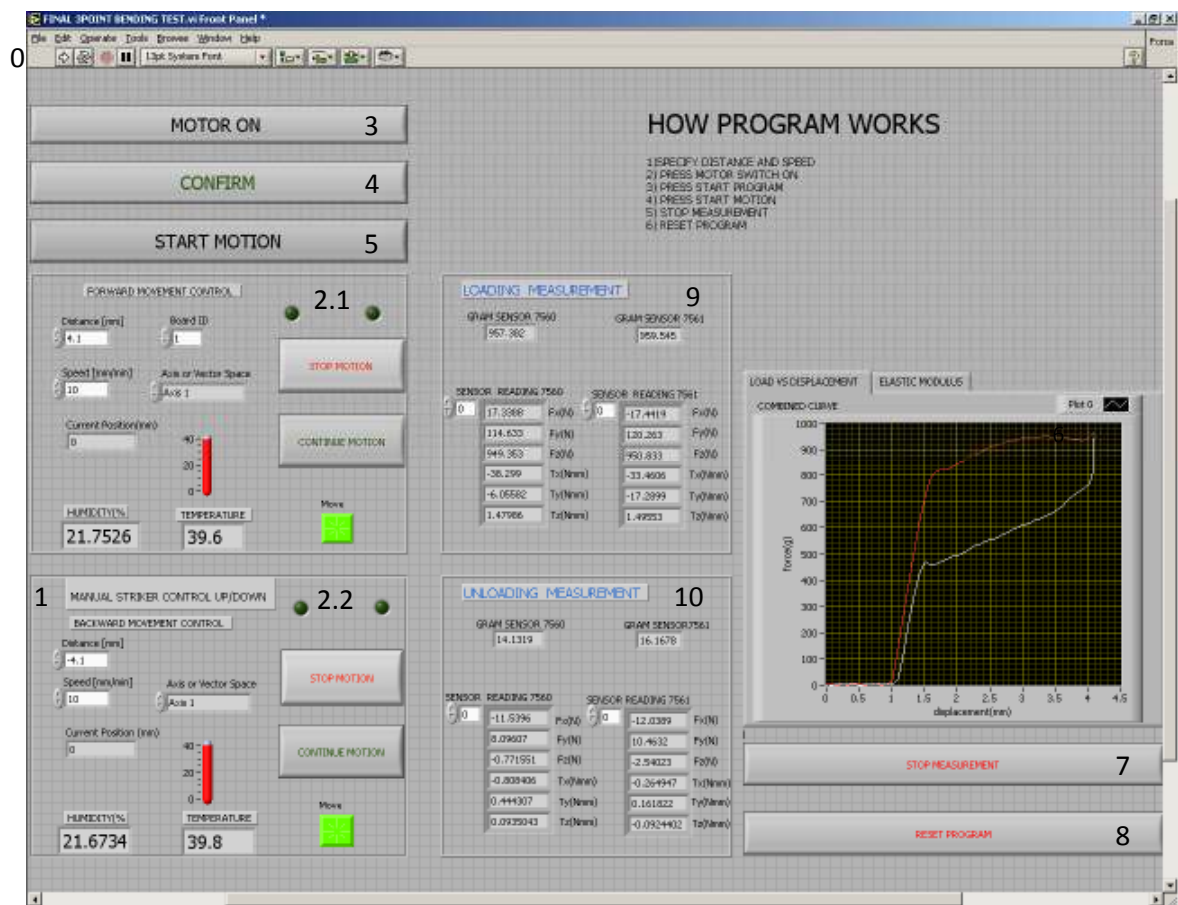 FINAL 3POINT BENDING TEST.vi Front Panel *
File Edit Operate Tools Browse Window Help
0
13pt System Font
Force
MOTOR ON 3
CONFIRM 4
START MOTION 5
HOW PROGRAM WORKS
1)SPECIFY DISTANCE AND SPEED
2) PRESS MOTOR SWITCH ON
3) PRESS START PROGRAM
4) PRESS START MOTION
5) STOP MEASUREMENT
6) RESET PROGRAM
FORWARD MOVEMENT CONTROL
2.1
Distance [mm] Board ID
4.1 1
Speed [mm/min] Axis or Vector Space
10 Axis 1
STOP MOTION
Current Position(mm)
0
CONTINUE MOTION
40
20
0
Move
HUMIDITY(% TEMPERATURE
21.7526 39.6
LOADING MEASUREMENT 9
GRAM SENSOR 7560 GRAM SENSOR 7561
957.382 959.545
SENSOR READING 7560 SENSOR READING 7561
0 17.3388 Fx(N) 0 -17.4419 Fx(N)
114.633 Fy(N) 120.263 Fy(N)
949.353 Fz(N) 950.833 Fz(N)
-38.299 Tx(Nmm) -33.4606 Tx(Nmm)
-6.05582 Ty(Nmm) -17.2899 Ty(Nmm)
1.47986 Tz(Nmm) 1.49553 Tz(Nmm)
1
MANUAL STRIKER CONTROL UP/DOWN
2.2
BACKWARD MOVEMENT CONTROL
Distance [mm]
-4.1
Speed [mm/min] Axis or Vector Space
10 Axis 1
STOP MOTION
Current Position (mm)
0
CONTINUE MOTION
40
20
0
Move
HUMIDITY(% TEMPERATURE
21.6734 39.8
UNLOADING MEASUREMENT 10
GRAM SENSOR 7560 GRAM SENSOR7561
14.1319 16.1678
SENSOR READING 7560 SENSOR READING 7561
0 -11.5396 Fx(N) 0 -12.0389 Fx(N)
8.09607 Fy(N) 10.4632 Fy(N)
-0.771551 Fz(N) -2.54023 Fz(N)
-0.808406 Tx(Nmm) -0.264947 Tx(Nmm)
0.444307 Ty(Nmm) 0.161822 Ty(Nmm)
0.0935043 Tz(Nmm) -0.0924402 Tz(Nmm)
LOAD VS DISPLACEMENT ELASTIC MODULUS
COMBINED CURVE Plot 0
6
1000
900
800
700
600
500
400
300
200
100
0
force(g)
0 0.5 1 1.5 2 2.5 3 3.5 4 4.5
displacement(mm)
STOP MEASUREMENT 7
RESET PROGRAM 8